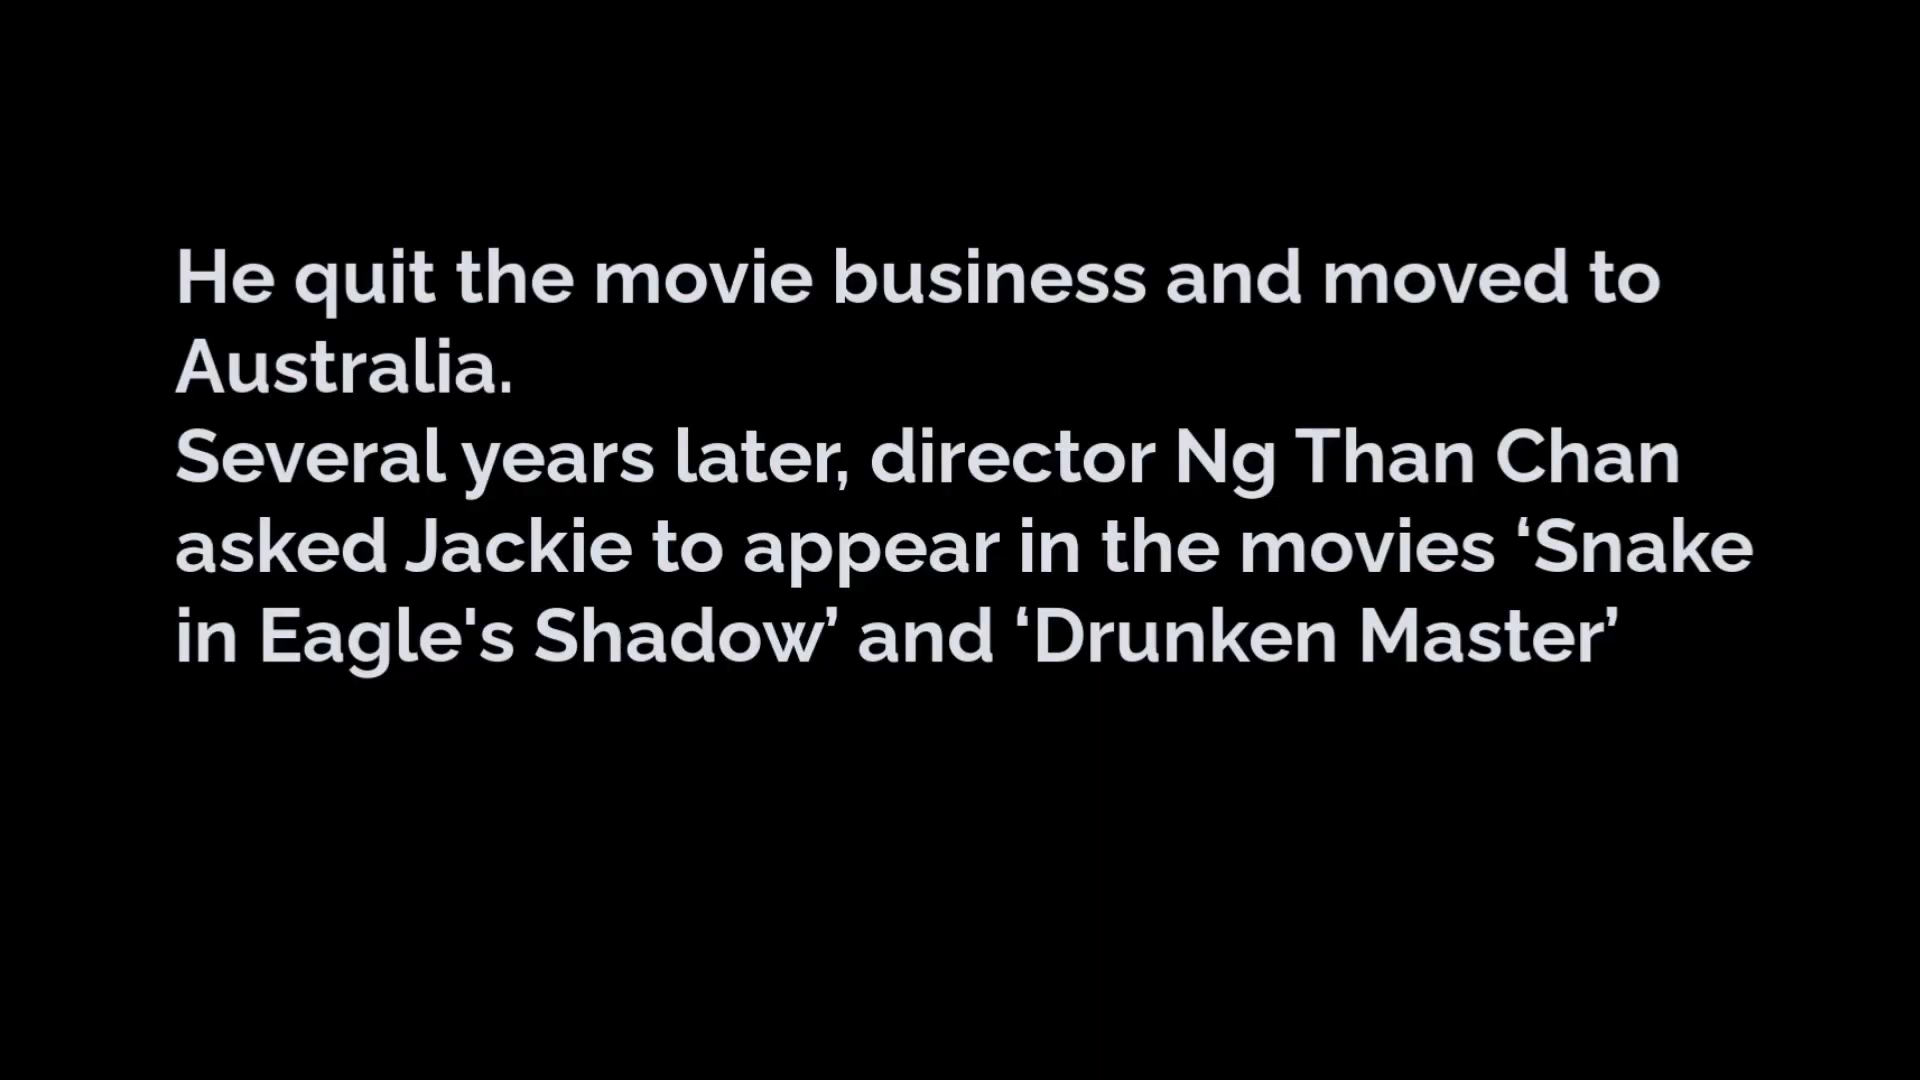 He quit the movie business and moved to
Australia.
Several years later, director Ng Than Chan
asked Jackie to appear in the movies ‘Snake
in Eagle's Shadow’ and ‘Drunken Master’